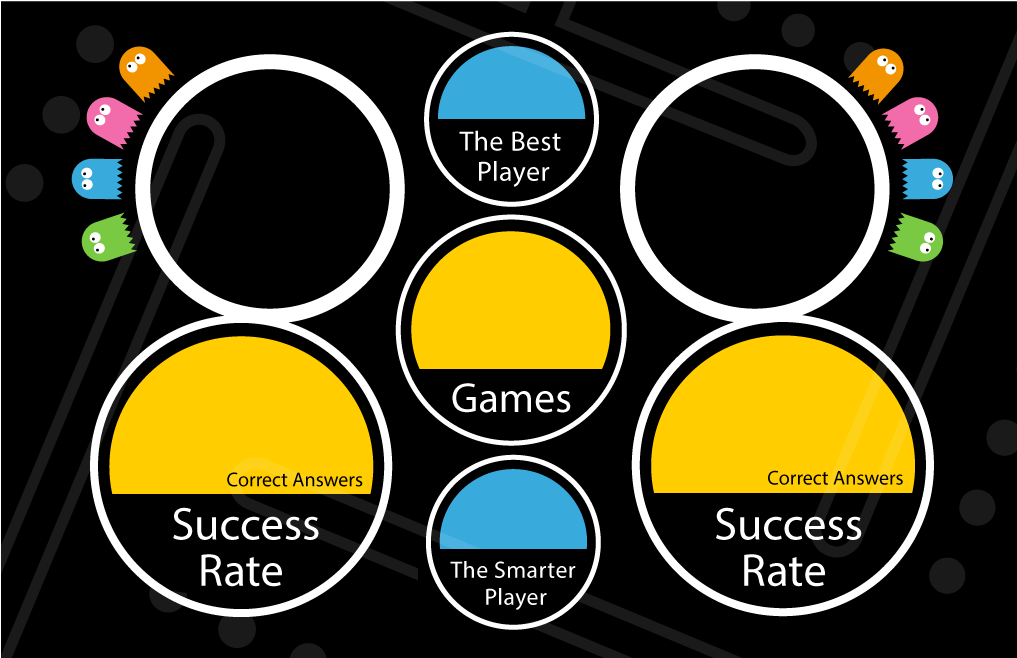 The Best
Player
Games
Correct Answers
Success
Rate
Correct Answers
Success
Rate
The Smarter
Player